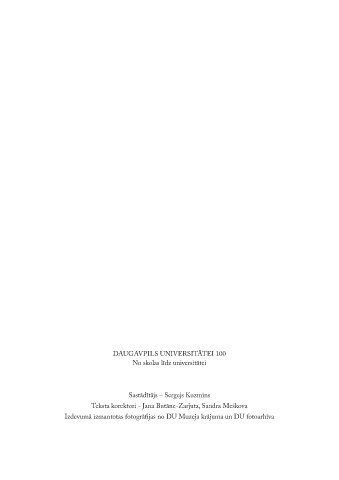 DAUGAVPILS UNIVERSITĀTEI 100
No skolas līdz universitātei
Sastādītājs – Sergejs Kuzmins
Teksta korektori - Jana Butāne-Zarjuta, Sandra Meškova
Izdevumā izmantotas fotogrāfijas no DU Muzeja krājuma un DU fotoarhīva